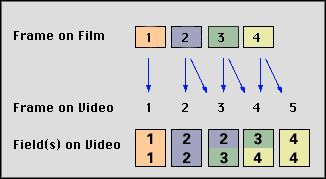 Frame on Film 1 2 3 4
Frame on Video 1 2 3 4 5
Field(s) on Video 1 2 2 3 4
1 2 3 4 4